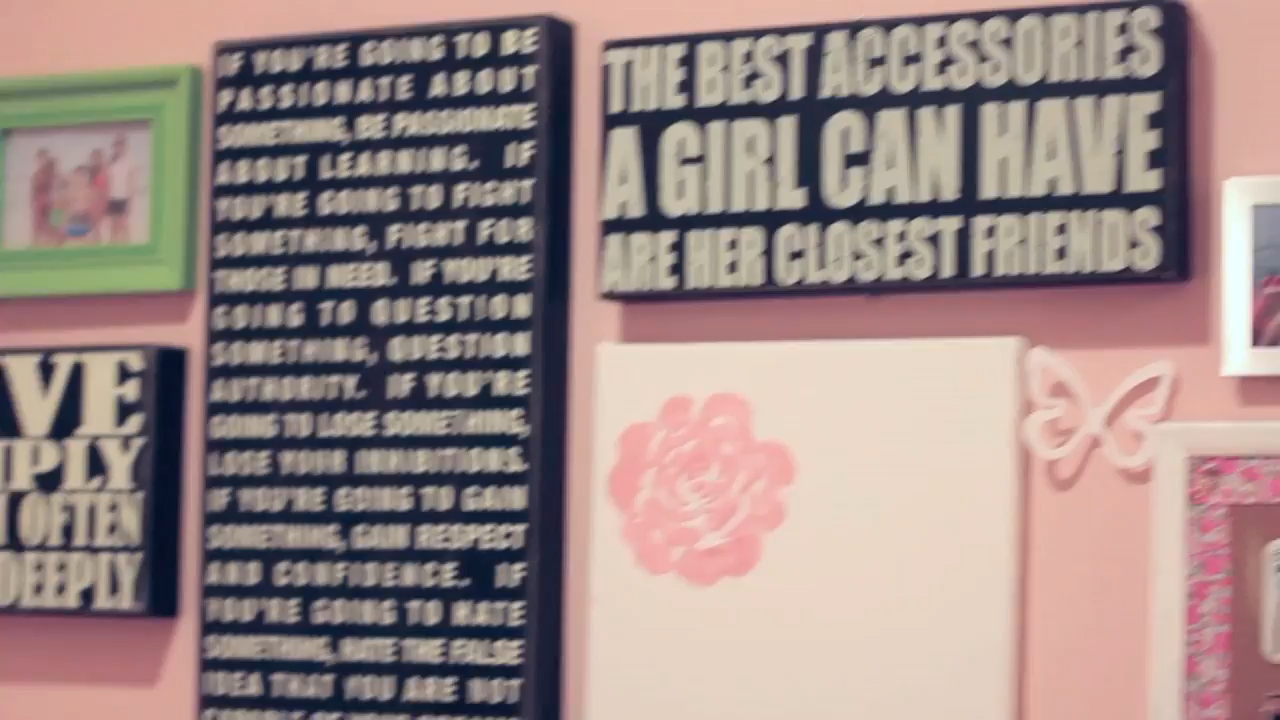 IF YOU'RE GOING TO BE
PASSIONATE ABOUT
SOMETHING, BE PASSIONATE
ABOUT LEARNING. IF
YOU'RE GOING TO FIGHT
SOMETHING, FIGHT FOR
THOSE IN NEED. IF YOU'RE
GOING TO QUESTION
SOMETHING, QUESTION
AUTHORITY. IF YOU'RE
GOING TO LOSE SOMETHING,
LOSE YOUR INHIBITIONS.
IF YOU'RE GOING TO GAIN
SOMETHING, GAIN RESPECT
AND CONFIDENCE. IF
YOU'RE GOING TO HATE
SOMETHING, HATE THE FALSE
IDEA THAT YOU ARE NOT
THE BEST ACCESSORIES
A GIRL CAN HAVE
ARE HER CLOSEST FRIENDS
VE
PLY
OFTEN
DEEPLY